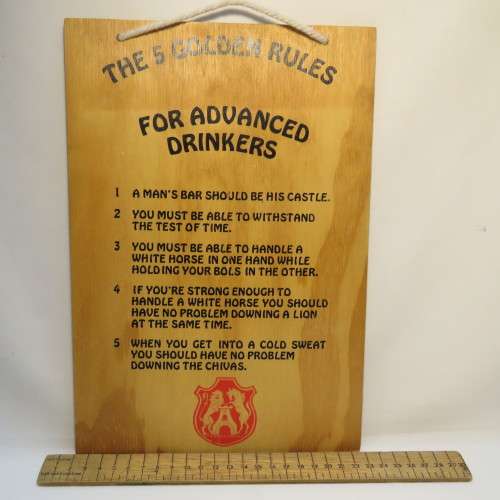 THE 5 GOLDEN RULES
FOR ADVANCED
DRINKERS
1 A MAN'S BAR SHOULD BE HIS CASTLE.
2 YOU MUST BE ABLE TO WITHSTAND
THE TEST OF TIME.
3 YOU MUST BE ABLE TO HANDLE A
WHITE HORSE IN ONE HAND WHILE
HOLDING YOUR BOLS IN THE OTHER.
4 IF YOU'RE STRONG ENOUGH TO
HANDLE A WHITE HORSE YOU SHOULD
HAVE NO PROBLEM DOWNING A LION
AT THE SAME TIME.
5 WHEN YOU GET INTO A COLD SWEAT
YOU SHOULD HAVE NO PROBLEM
DOWNING THE CHIVAS.